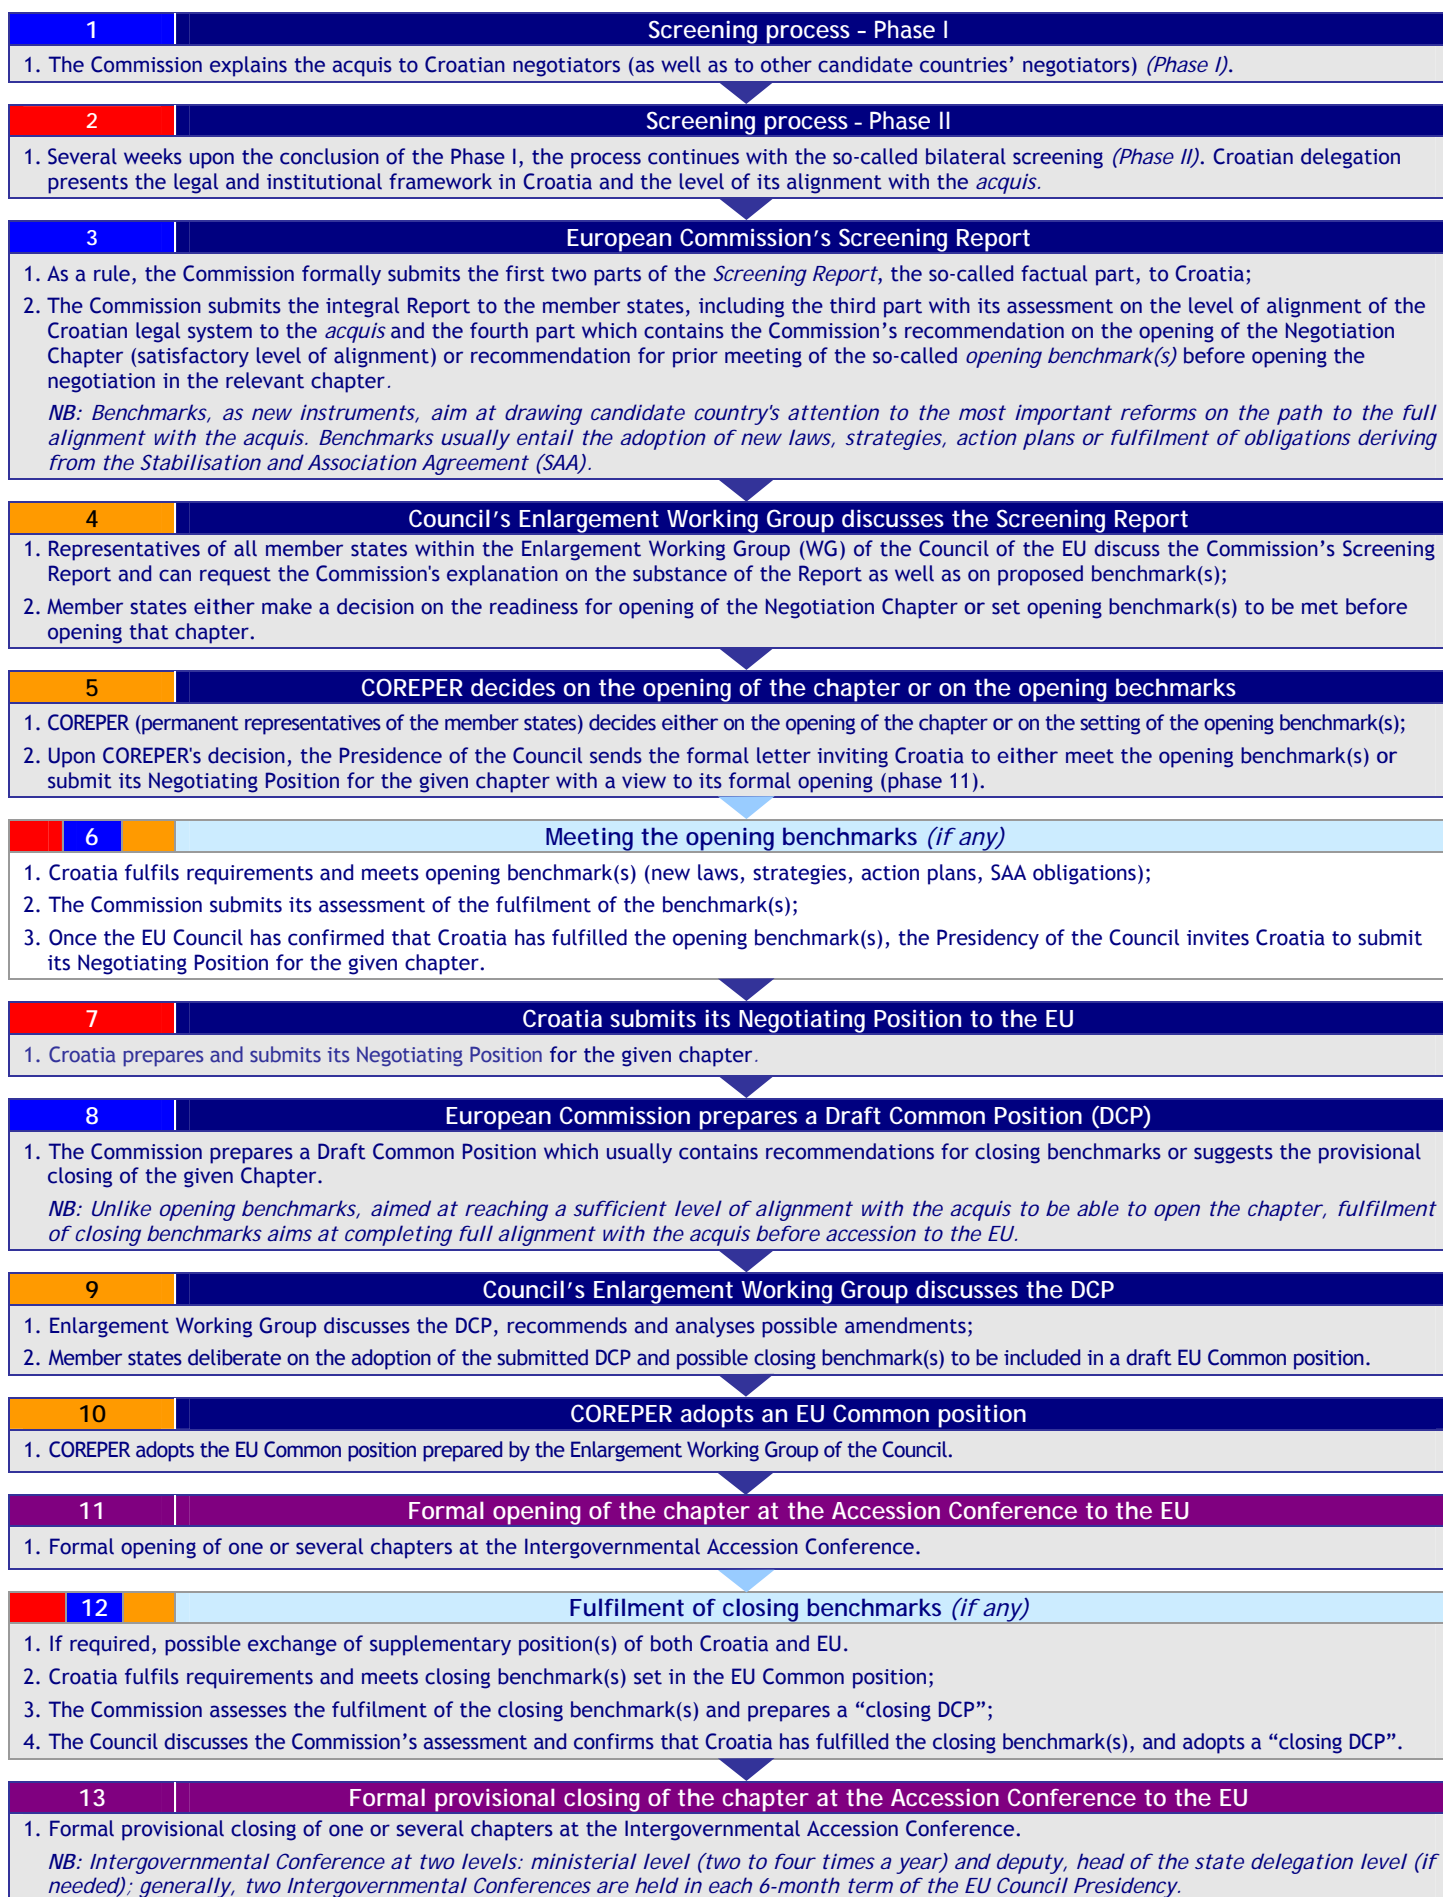 1 Screening process – Phase I
1. The Commission explains the acquis to Croatian negotiators (as well as to other candidate countries’ negotiators) (Phase I).
2 Screening process – Phase II
1. Several weeks upon the conclusion of the Phase I, the process continues with the so-called bilateral screening (Phase II). Croatian delegation
presents the legal and institutional framework in Croatia and the level of its alignment with the acquis.
3 European Commission’s Screening Report
1. As a rule, the Commission formally submits the first two parts of the Screening Report, the so-called factual part, to Croatia;
2. The Commission submits the integral Report to the member states, including the third part with its assessment on the level of alignment of the
Croatian legal system to the acquis and the fourth part which contains the Commission’s recommendation on the opening of the Negotiation
Chapter (satisfactory level of alignment) or recommendation for prior meeting of the so-called opening benchmark(s) before opening the
negotiation in the relevant chapter.
NB: Benchmarks, as new instruments, aim at drawing candidate country's attention to the most important reforms on the path to the full
alignment with the acquis. Benchmarks usually entail the adoption of new laws, strategies, action plans or fulfilment of obligations deriving
from the Stabilisation and Association Agreement (SAA).
4 Council’s Enlargement Working Group discusses the Screening Report
1. Representatives of all member states within the Enlargement Working Group (WG) of the Council of the EU discuss the Commission’s Screening
Report and can request the Commission's explanation on the substance of the Report as well as on proposed benchmark(s);
2. Member states either make a decision on the readiness for opening of the Negotiation Chapter or set opening benchmark(s) to be met before
opening that chapter.
5 COREPER decides on the opening of the chapter or on the opening bechmarks
1. COREPER (permanent representatives of the member states) decides either on the opening of the chapter or on the setting of the opening benchmark(s);
2. Upon COREPER's decision, the Presidence of the Council sends the formal letter inviting Croatia to either meet the opening benchmark(s) or
submit its Negotiating Position for the given chapter with a view to its formal opening (phase 11).
6 Meeting the opening benchmarks (if any)
1. Croatia fulfils requirements and meets opening benchmark(s) (new laws, strategies, action plans, SAA obligations);
2. The Commission submits its assessment of the fulfilment of the benchmark(s);
3. Once the EU Council has confirmed that Croatia has fulfilled the opening benchmark(s), the Presidency of the Council invites Croatia to submit
its Negotiating Position for the given chapter.
7 Croatia submits its Negotiating Position to the EU
1. Croatia prepares and submits its Negotiating Position for the given chapter.
8 European Commission prepares a Draft Common Position (DCP)
1. The Commission prepares a Draft Common Position which usually contains recommendations for closing benchmarks or suggests the provisional
closing of the given Chapter.
NB: Unlike opening benchmarks, aimed at reaching a sufficient level of alignment with the acquis to be able to open the chapter, fulfilment
of closing benchmarks aims at completing full alignment with the acquis before accession to the EU.
9 Council’s Enlargement Working Group discusses the DCP
1. Enlargement Working Group discusses the DCP, recommends and analyses possible amendments;
2. Member states deliberate on the adoption of the submitted DCP and possible closing benchmark(s) to be included in a draft EU Common position.
10 COREPER adopts an EU Common position
1. COREPER adopts the EU Common position prepared by the Enlargement Working Group of the Council.
11 Formal opening of the chapter at the Accession Conference to the EU
1. Formal opening of one or several chapters at the Intergovernmental Accession Conference.
12 Fulfilment of closing benchmarks (if any)
1. If required, possible exchange of supplementary position(s) of both Croatia and EU.
2. Croatia fulfils requirements and meets closing benchmark(s) set in the EU Common position;
3. The Commission assesses the fulfilment of the closing benchmark(s) and prepares a “closing DCP”;
4. The Council discusses the Commission’s assessment and confirms that Croatia has fulfilled the closing benchmark(s), and adopts a “closing DCP”.
13 Formal provisional closing of the chapter at the Accession Conference to the EU
1. Formal provisional closing of one or several chapters at the Intergovernmental Accession Conference.
NB: Intergovernmental Conference at two levels: ministerial level (two to four times a year) and deputy, head of the state delegation level (if
needed); generally, two Intergovernmental Conferences are held in each 6-month term of the EU Council Presidency.